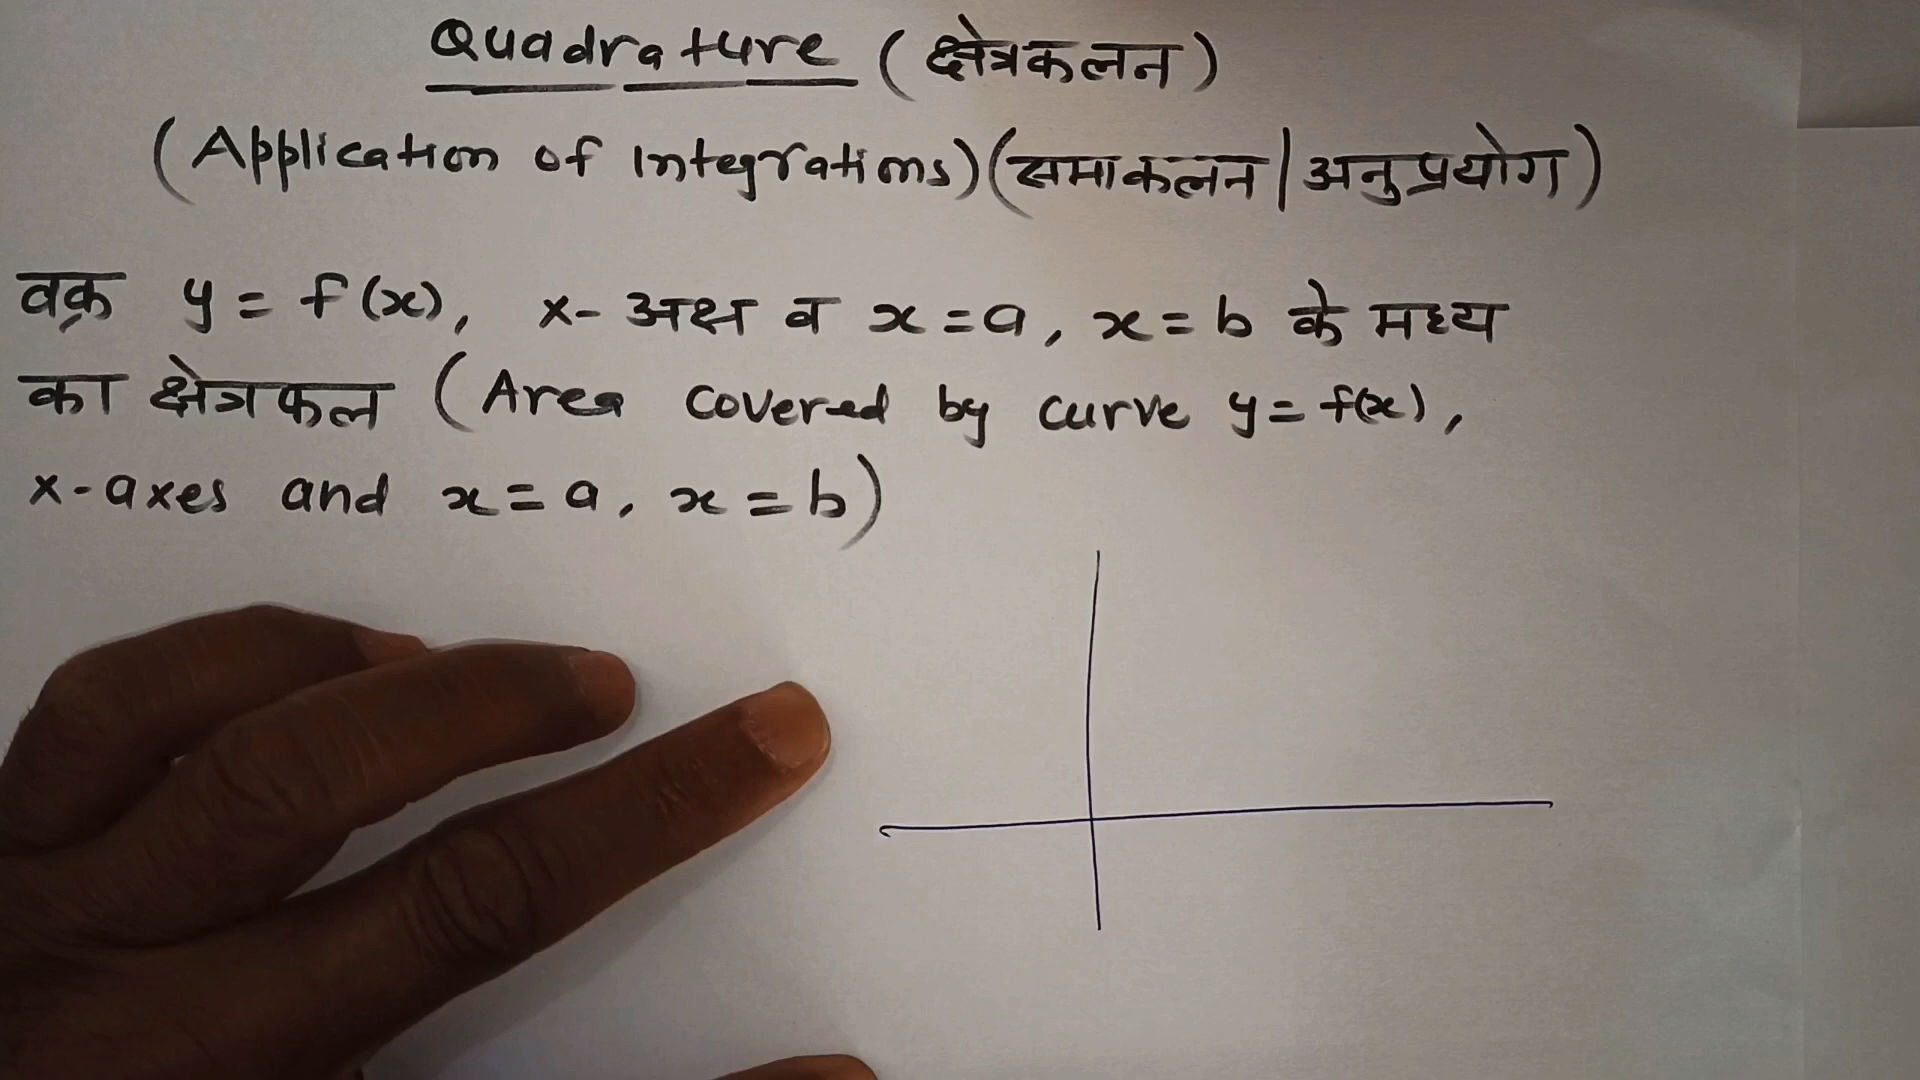 Quadrature (क्षेत्रकलन)
(Application of Integrations) (समाकलन | अनुप्रयोग)
वक्र y = f(x), x- अक्ष व x = a, x = b के मध्य
का क्षेत्रफल (Area covered by curve y = f(x),
x-axes and x = a, x = b)